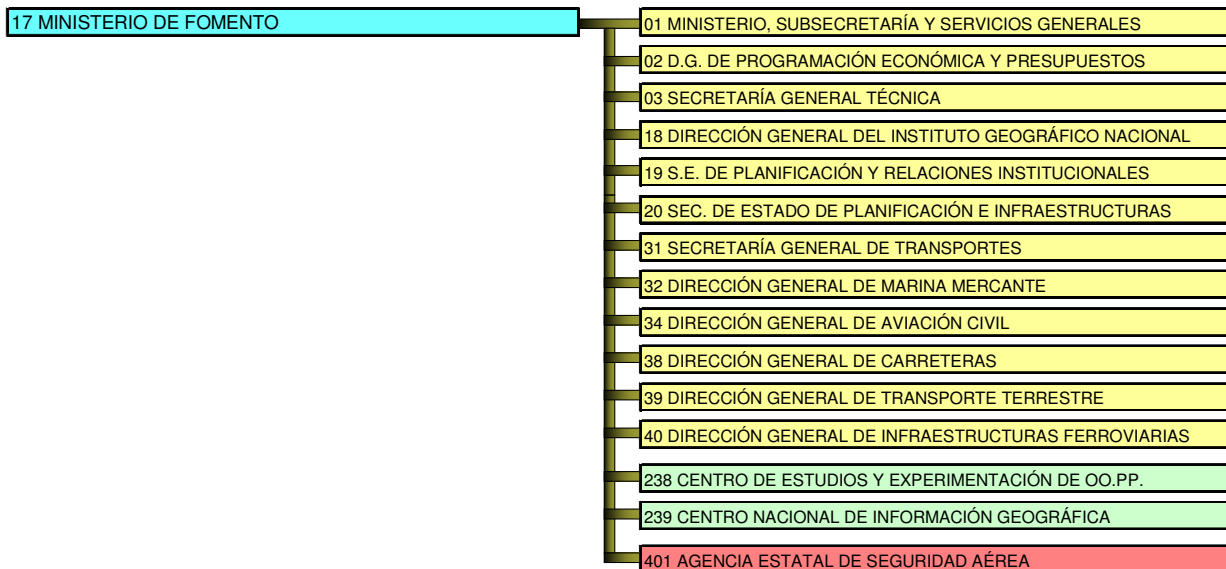 17 MINISTERIO DE FOMENTO
01 MINISTERIO, SUBSECRETARÍA Y SERVICIOS GENERALES
02 D.G. DE PROGRAMACIÓN ECONÓMICA Y PRESUPUESTOS
03 SECRETARÍA GENERAL TÉCNICA
18 DIRECCIÓN GENERAL DEL INSTITUTO GEOGRÁFICO NACIONAL
19 S.E. DE PLANIFICACIÓN Y RELACIONES INSTITUCIONALES
20 SEC. DE ESTADO DE PLANIFICACIÓN E INFRAESTRUCTURAS
31 SECRETARÍA GENERAL DE TRANSPORTES
32 DIRECCIÓN GENERAL DE MARINA MERCANTE
34 DIRECCIÓN GENERAL DE AVIACIÓN CIVIL
38 DIRECCIÓN GENERAL DE CARRETERAS
39 DIRECCIÓN GENERAL DE TRANSPORTE TERRESTRE
40 DIRECCIÓN GENERAL DE INFRAESTRUCTURAS FERROVIARIAS
238 CENTRO DE ESTUDIOS Y EXPERIMENTACIÓN DE OO.PP.
239 CENTRO NACIONAL DE INFORMACIÓN GEOGRÁFICA
401 AGENCIA ESTATAL DE SEGURIDAD AÉREA